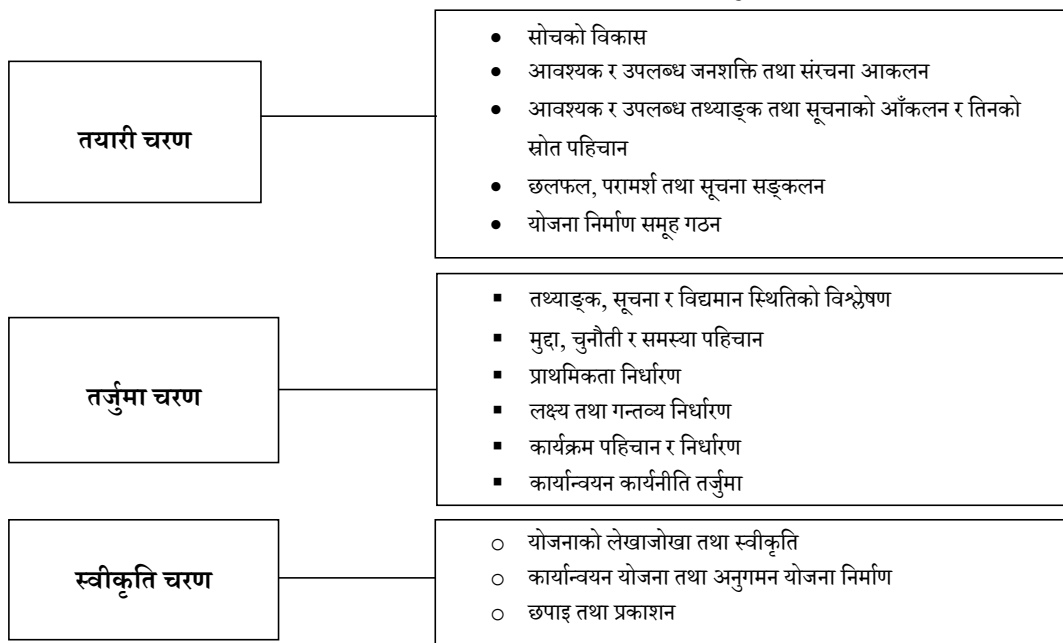 तयारी चरण
● सोचको विकास
● आवश्यक र उपलब्ध जनशक्ति तथा संरचना आकलन
● आवश्यक र उपलब्ध तथ्याङ्क तथा सूचनाको आँकलन र तिनको
स्रोत पहिचान
● छलफल, परामर्श तथा सूचना सङ्कलन
● योजना निर्माण समूह गठन
तर्जुमा चरण
▪ तथ्याङ्क, सूचना र विद्यमान स्थितिको विश्लेषण
▪ मुद्दा, चुनौती र समस्या पहिचान
▪ प्राथमिकता निर्धारण
▪ लक्ष्य तथा गन्तव्य निर्धारण
▪ कार्यक्रम पहिचान र निर्धारण
▪ कार्यान्वयन कार्यनीति तर्जुमा
स्वीकृति चरण
○ योजनाको लेखाजोखा तथा स्वीकृति
○ कार्यान्वयन योजना तथा अनुगमन योजना निर्माण
○ छपाइ तथा प्रकाशन